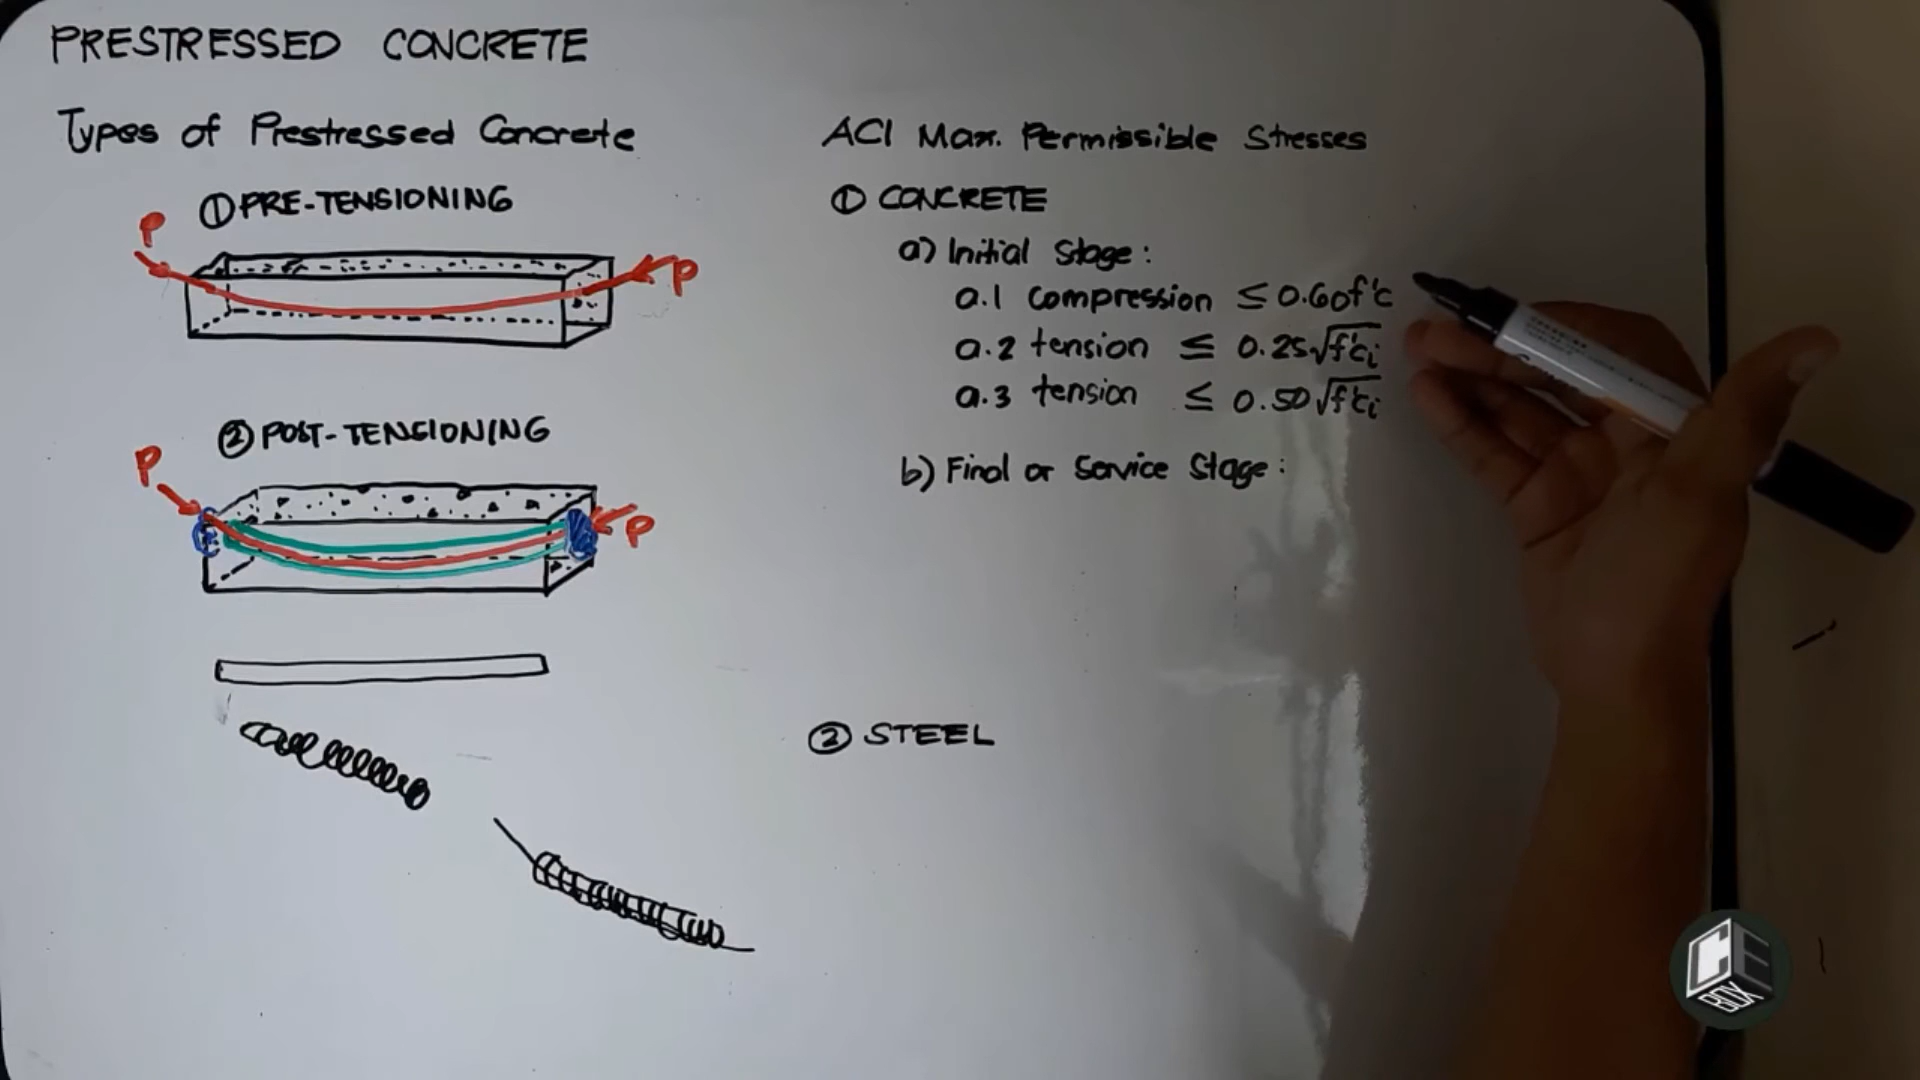 PRESTRESSED CONCRETE
Types of Prestressed Concrete
① PRE-TENSIONING
P
P
② POST-TENSIONING
P
P
ACI Max. Permissible Stresses
① CONCRETE
a) Initial Stage:
a.1 compression ≤ 0.60f'c
a.2 tension ≤ 0.25√f'ci
a.3 tension ≤ 0.50√f'ci
b) Final or Service Stage:
② STEEL
CE
BOX